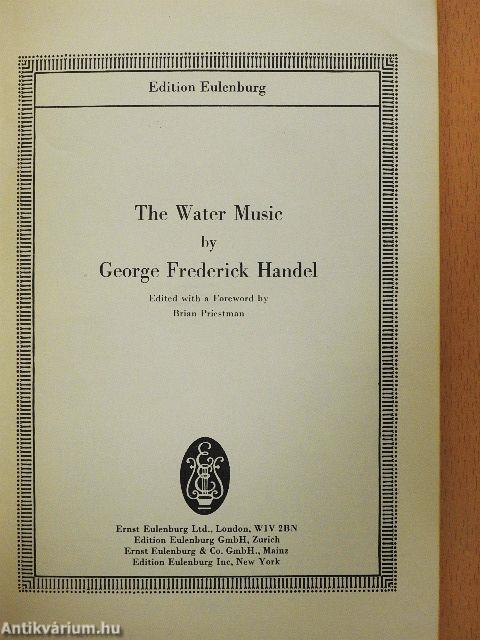 Edition Eulenburg
The Water Music
by
George Frederick Handel
Edited with a Foreword by
Brian Priestman
Ernst Eulenburg Ltd., London, W1V 2BN
Edition Eulenburg GmbH, Zurich
Ernst Eulenburg & Co. GmbH., Mainz
Edition Eulenburg Inc, New York
Antikvárium.hu